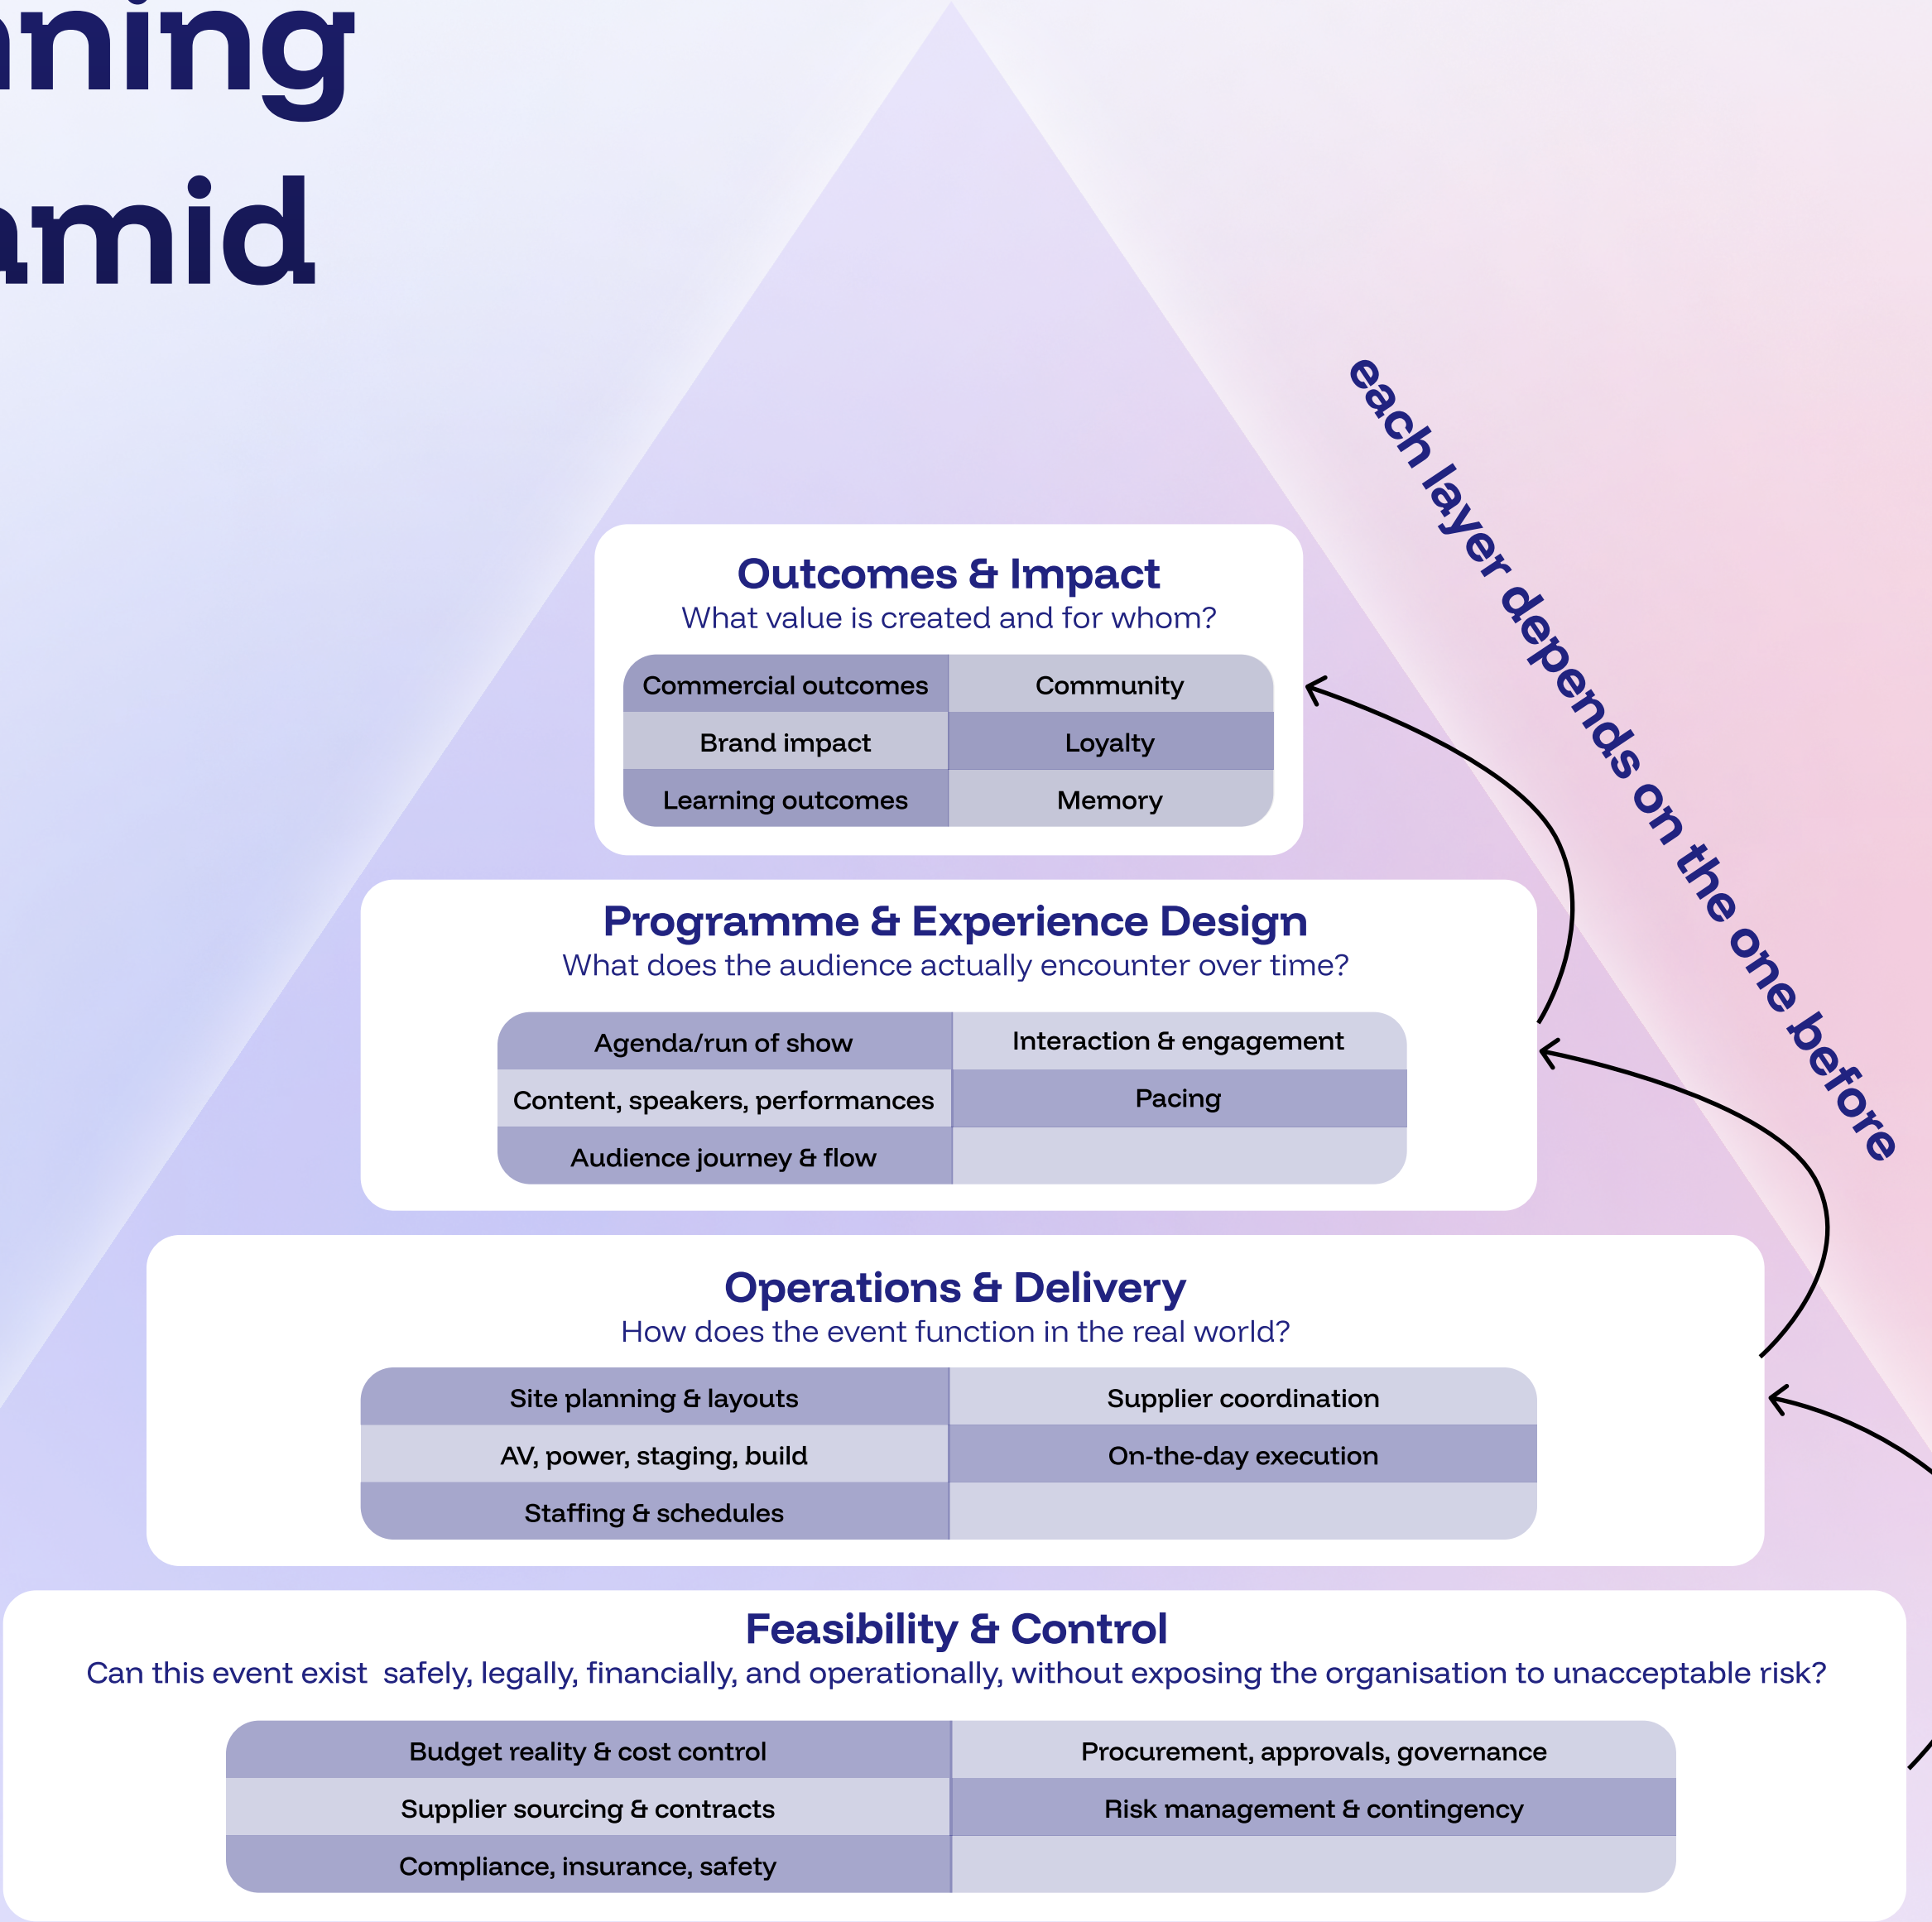 ning
amid
each layer depends on the one before
Outcomes & Impact
What value is created and for whom?
Commercial outcomes
Community
Brand impact
Loyalty
Learning outcomes
Memory
Programme & Experience Design
What does the audience actually encounter over time?
Agenda/run of show
Interaction & engagement
Content, speakers, performances
Pacing
Audience journey & flow
Operations & Delivery
How does the event function in the real world?
Site planning & layouts
Supplier coordination
AV, power, staging, build
On-the-day execution
Staffing & schedules
Feasibility & Control
Can this event exist  safely, legally, financially, and operationally, without exposing the organisation to unacceptable risk?
Budget reality & cost control
Procurement, approvals, governance
Supplier sourcing & contracts
Risk management & contingency
Compliance, insurance, safety